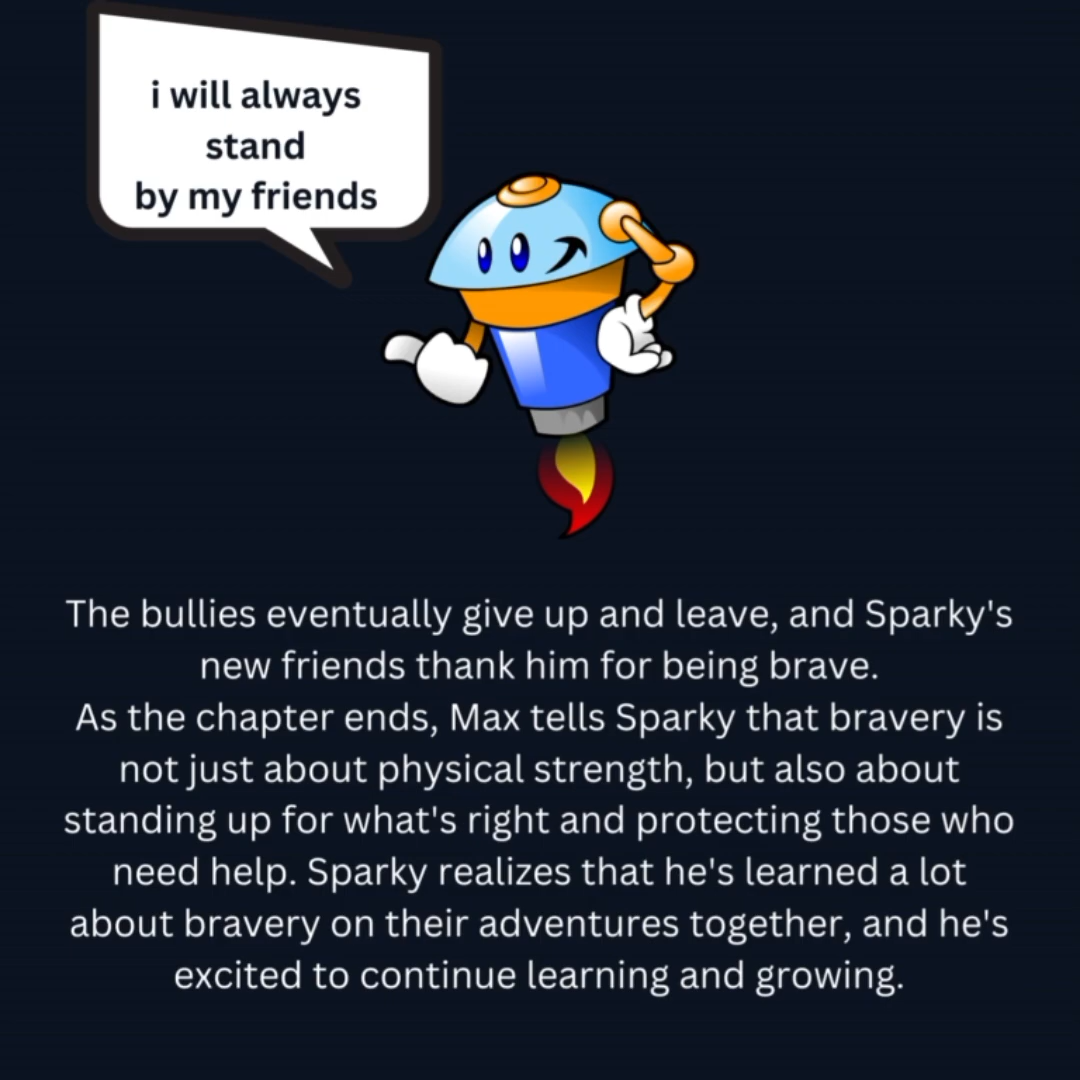 i will always
stand
by my friends
The bullies eventually give up and leave, and Sparky's
new friends thank him for being brave.
As the chapter ends, Max tells Sparky that bravery is
not just about physical strength, but also about
standing up for what's right and protecting those who
need help. Sparky realizes that he's learned a lot
about bravery on their adventures together, and he's
excited to continue learning and growing.